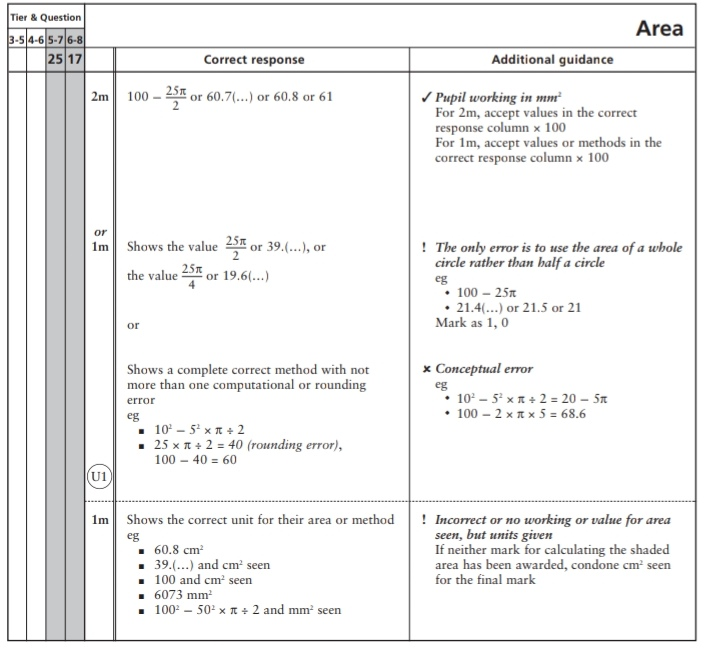 Tier & Question
Area
3-5 4-6 5-7 6-8
25 17
Correct response
Additional guidance
2m
100 – 25π/2 or 60.7(...) or 60.8 or 61
✓ Pupil working in mm²
For 2m, accept values in the correct
response column × 100
For 1m, accept values or methods in the
correct response column × 100
or
1m
Shows the value 25π/2 or 39.(...), or
the value 25π/4 or 19.6(...)
! The only error is to use the area of a whole
circle rather than half a circle
eg
• 100 – 25π
• 21.4(...) or 21.5 or 21
Mark as 1, 0
or
Shows a complete correct method with not
more than one computational or rounding
error
eg
■ 10² – 5² × π ÷ 2
■ 25 × π ÷ 2 = 40 (rounding error),
100 – 40 = 60
× Conceptual error
eg
• 10² – 5² × π ÷ 2 = 20 – 5π
• 100 – 2 × π × 5 = 68.6
U1
1m
Shows the correct unit for their area or method
eg
■ 60.8 cm²
■ 39.(...) and cm² seen
■ 100 and cm² seen
■ 6073 mm²
■ 100² – 50² × π ÷ 2 and mm² seen
! Incorrect or no working or value for area
seen, but units given
If neither mark for calculating the shaded
area has been awarded, condone cm² seen
for the final mark